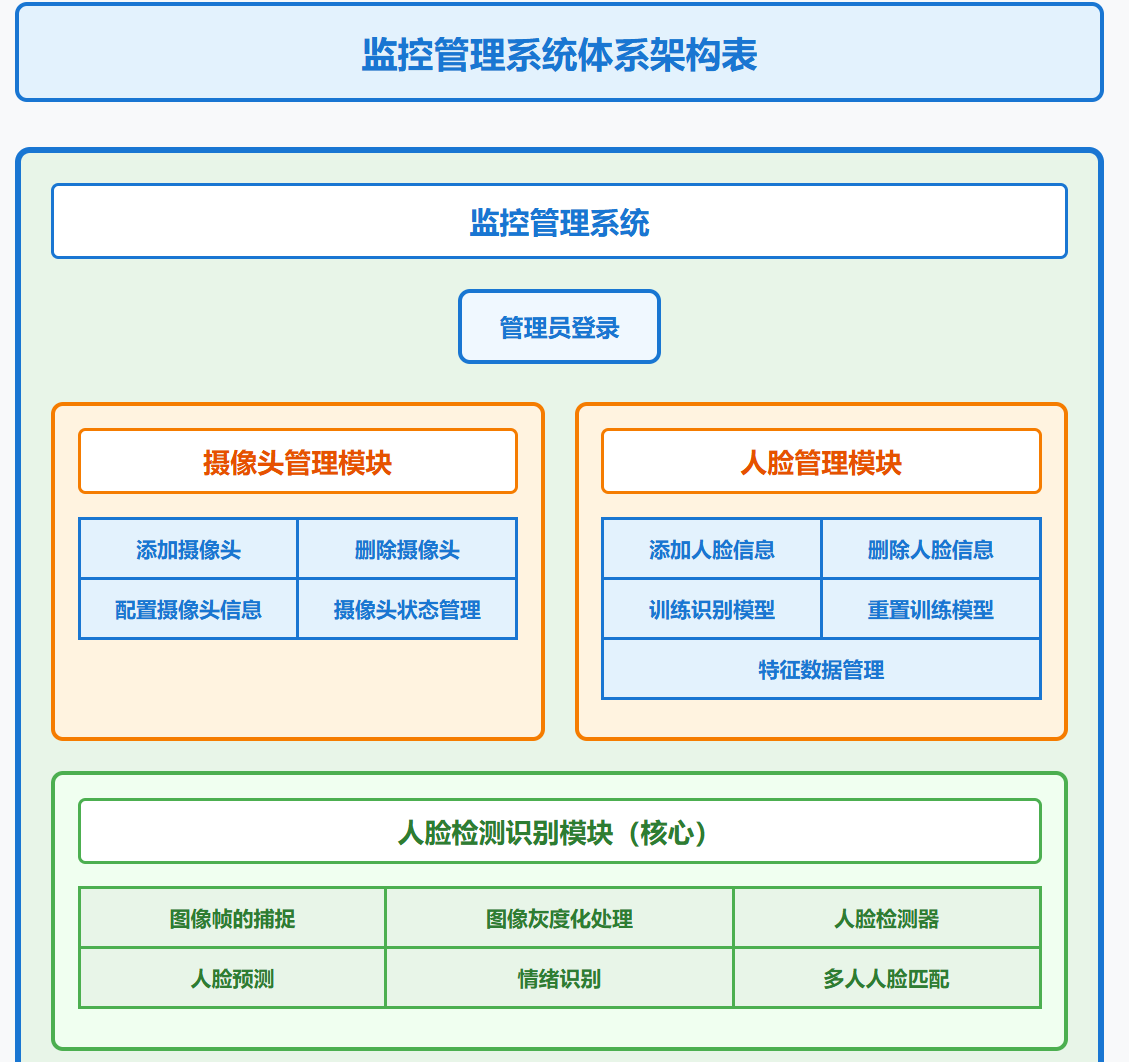 监控管理系统体系架构表
监控管理系统
管理员登录
摄像头管理模块
添加摄像头 删除摄像头
配置摄像头信息 摄像头状态管理
人脸管理模块
添加人脸信息 删除人脸信息
训练识别模型 重置训练模型
特征数据管理
人脸检测识别模块（核心）
图像帧的捕捉 图像灰度化处理 人脸检测器
人脸预测 情绪识别 多人人脸匹配